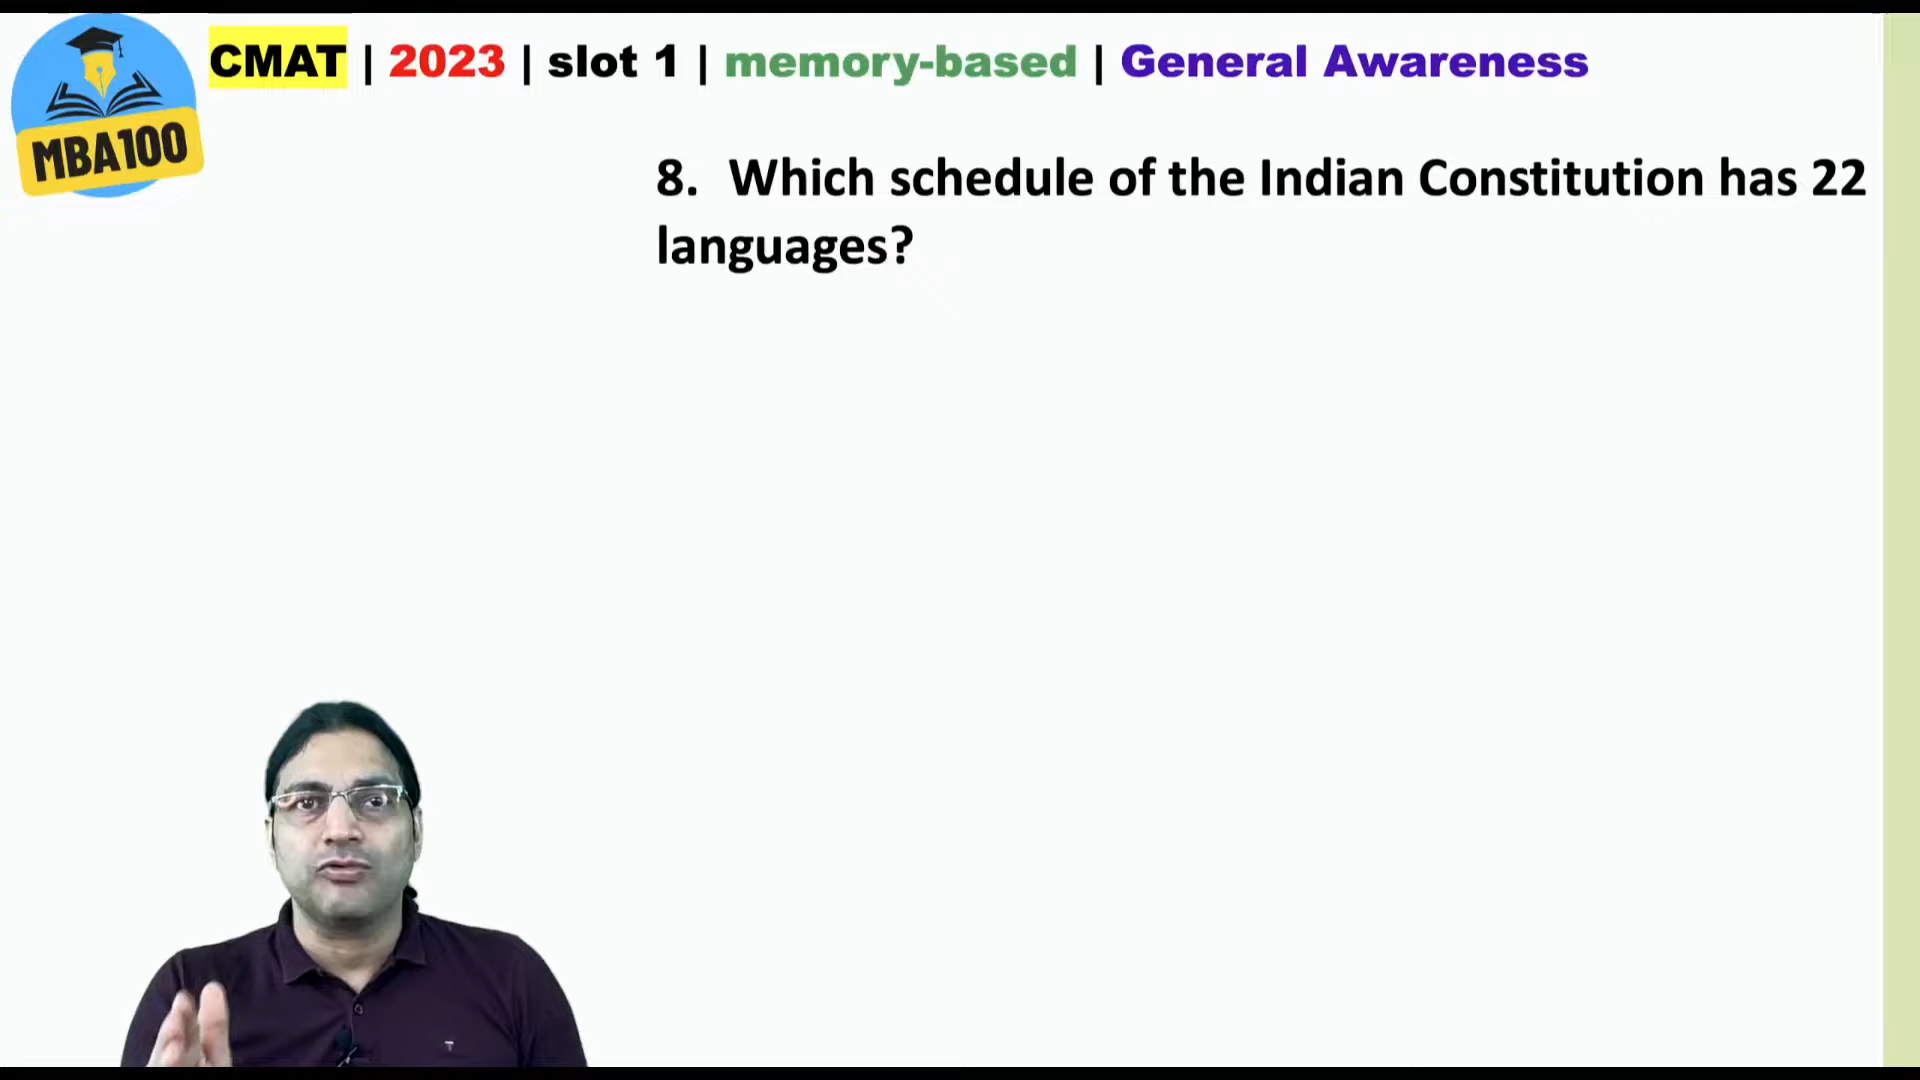 CMAT | 2023 | slot 1 | memory-based | General Awareness
MBA100
8. Which schedule of the Indian Constitution has 22
languages?